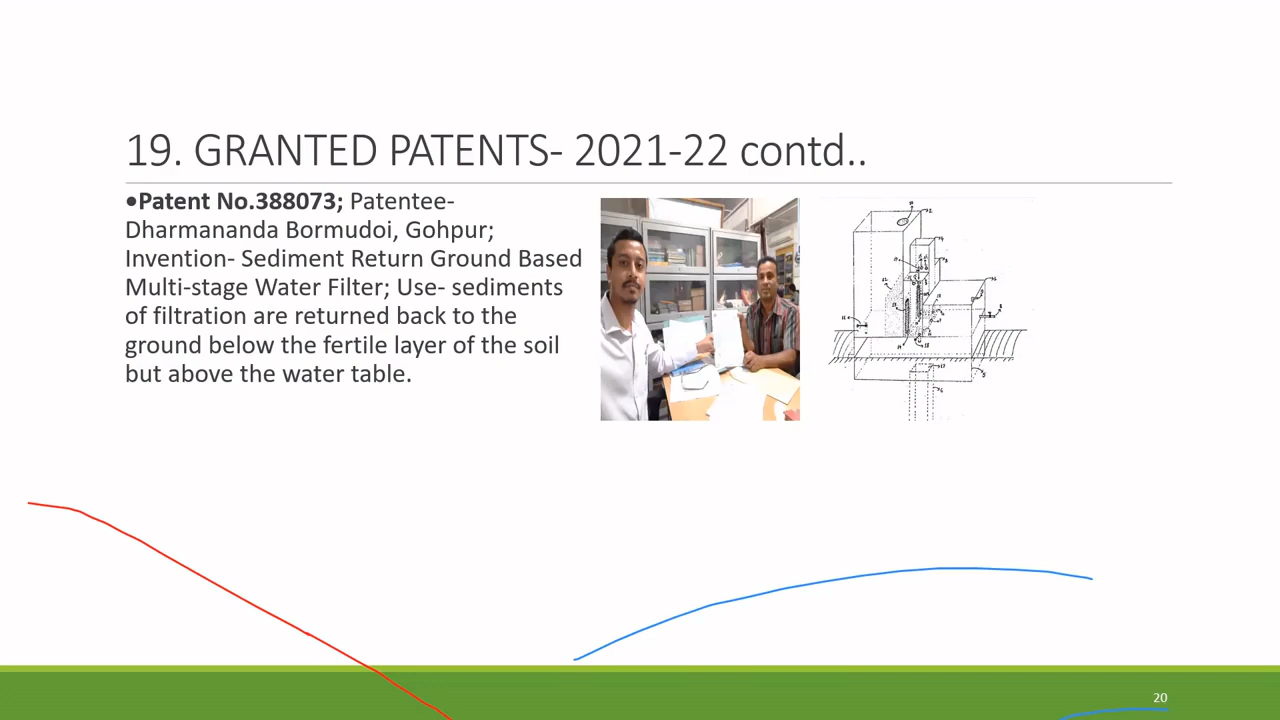 19. GRANTED PATENTS- 2021-22 contd..
•Patent No.388073; Patentee-
Dharmananda Bormudoi, Gohpur;
Invention- Sediment Return Ground Based
Multi-stage Water Filter; Use- sediments
of filtration are returned back to the
ground below the fertile layer of the soil
but above the water table.
20